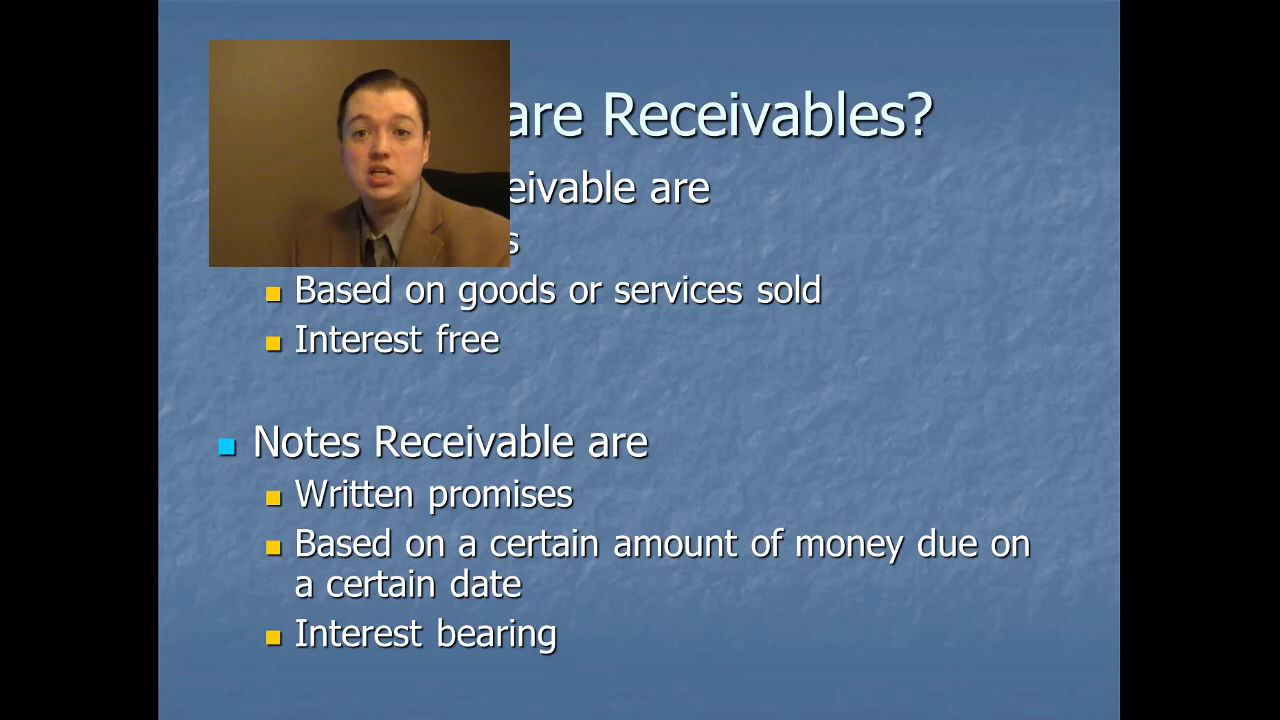 are Receivables?
eivable are
s
Based on goods or services sold
Interest free
Notes Receivable are
Written promises
Based on a certain amount of money due on
a certain date
Interest bearing